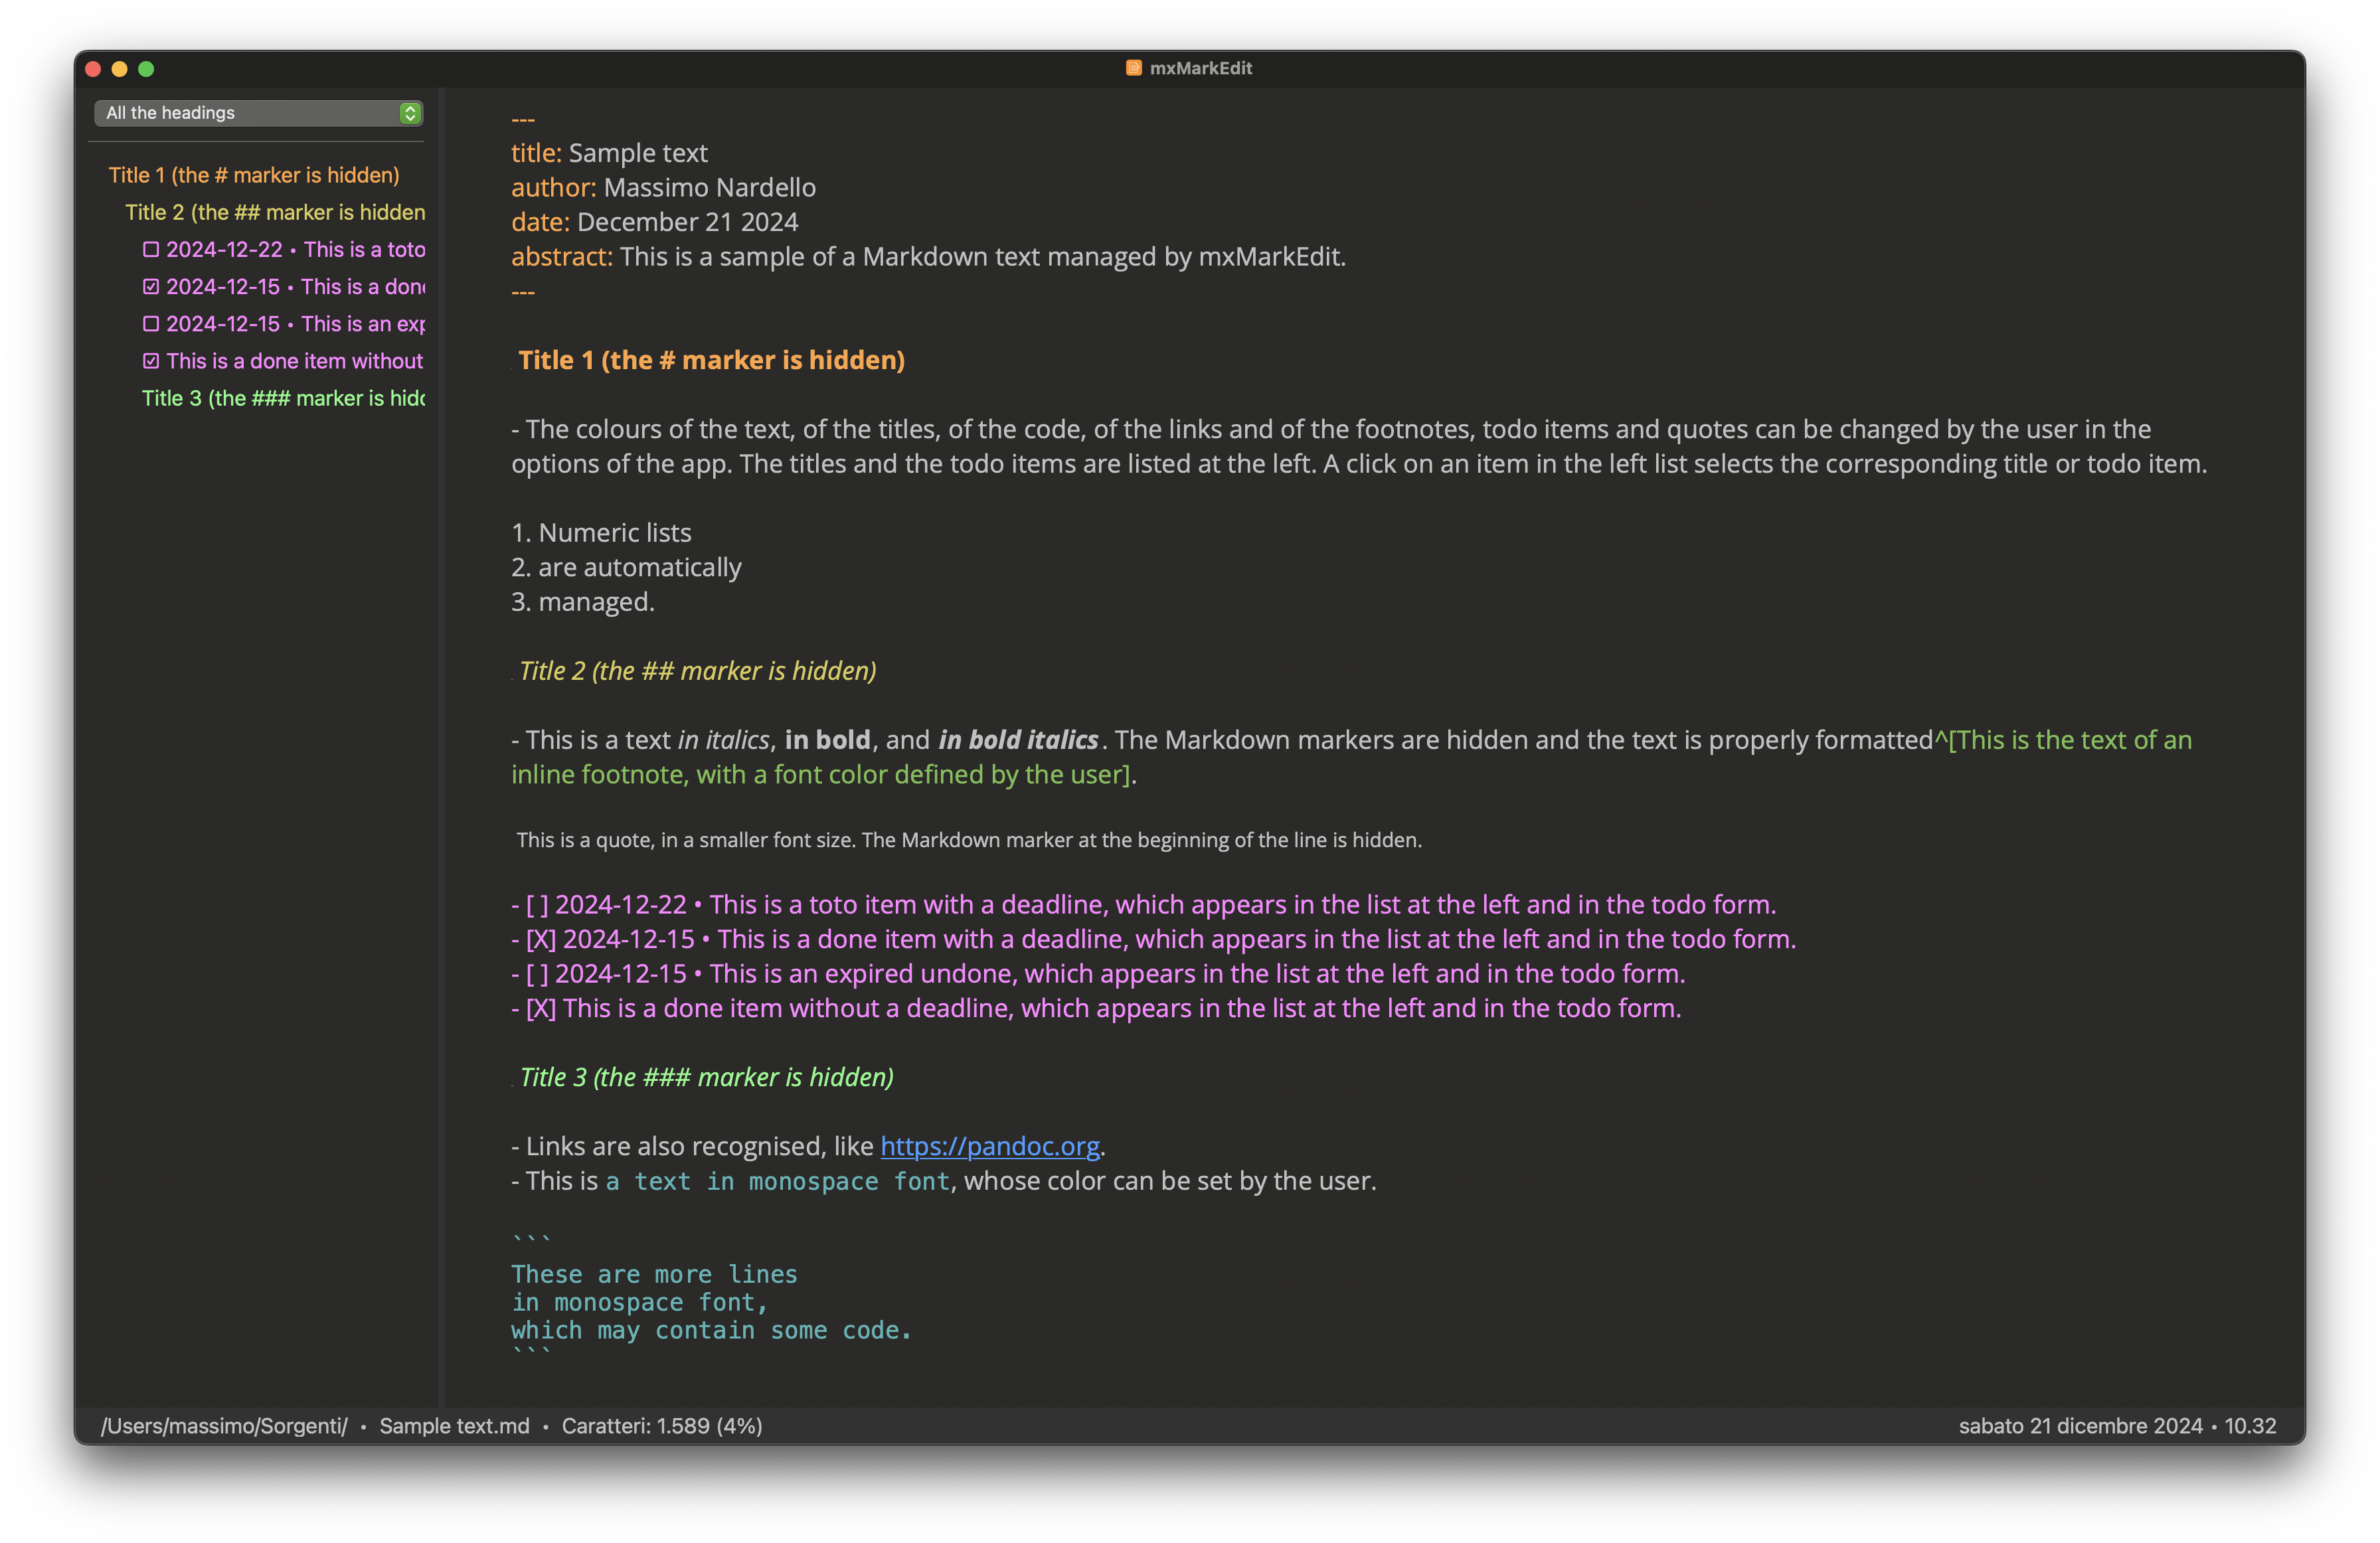 mxMarkEdit
All the headings
Title 1 (the # marker is hidden)
Title 2 (the ## marker is hidden
☐ 2024-12-22 • This is a toto
☑ 2024-12-15 • This is a done
☐ 2024-12-15 • This is an exp
☑ This is a done item without
Title 3 (the ### marker is hidd
---
title: Sample text
author: Massimo Nardello
date: December 21 2024
abstract: This is a sample of a Markdown text managed by mxMarkEdit.
---
Title 1 (the # marker is hidden)
- The colours of the text, of the titles, of the code, of the links and of the footnotes, todo items and quotes can be changed by the user in the
options of the app. The titles and the todo items are listed at the left. A click on an item in the left list selects the corresponding title or todo item.
1. Numeric lists
2. are automatically
3. managed.
Title 2 (the ## marker is hidden)
- This is a text in italics, in bold, and in bold italics. The Markdown markers are hidden and the text is properly formatted^[This is the text of an
inline footnote, with a font color defined by the user].
This is a quote, in a smaller font size. The Markdown marker at the beginning of the line is hidden.
- [ ] 2024-12-22 • This is a toto item with a deadline, which appears in the list at the left and in the todo form.
- [X] 2024-12-15 • This is a done item with a deadline, which appears in the list at the left and in the todo form.
- [ ] 2024-12-15 • This is an expired undone, which appears in the list at the left and in the todo form.
- [X] This is a done item without a deadline, which appears in the list at the left and in the todo form.
Title 3 (the ### marker is hidden)
- Links are also recognised, like https://pandoc.org.
- This is a text in monospace font, whose color can be set by the user.
```
These are more lines
in monospace font,
which may contain some code.
```
/Users/massimo/Sorgenti/ • Sample text.md • Caratteri: 1.589 (4%)
sabato 21 dicembre 2024 • 10.32